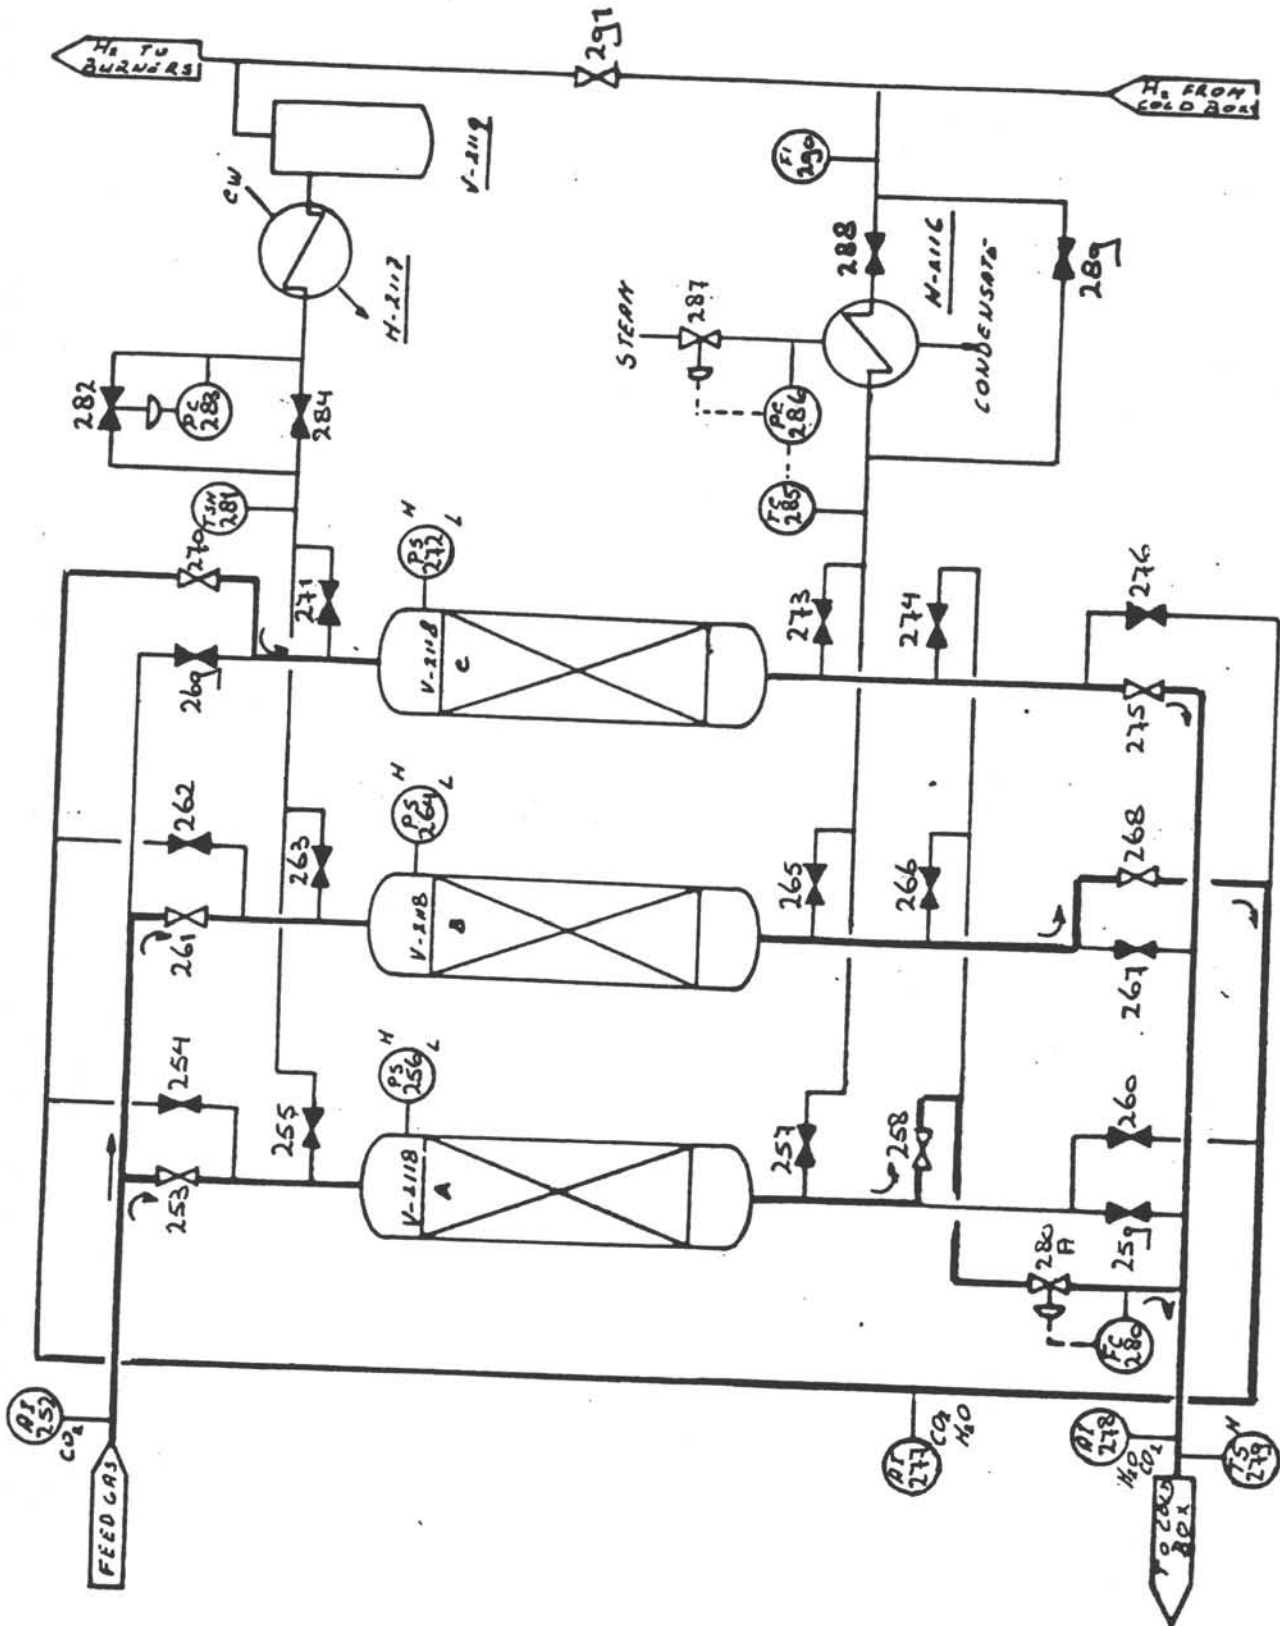 H₂ TO
BURNERS
291
H₂ FROM
COLD BOX
V-2119
CW
H-2117
FI
290
288
289
H-2116
STEAM
287
CONDENSATE
PC
286
TC
285
282
PC
283
284
TSH
281
270
271
269
H
PS
272
L
V-2118
C
273
274
276
275
262
263
261
H
PS
264
L
V-2118
B
265
266
268
267
254
255
253
H
PS
256
L
V-2118
A
257
258
260
259
280
A
FC
280
FEED GAS
AI
252
CO₂
AI
277
CO₂
H₂O
AI
278
H₂O
CO₂
TS
279
H
TO COLD
BOX